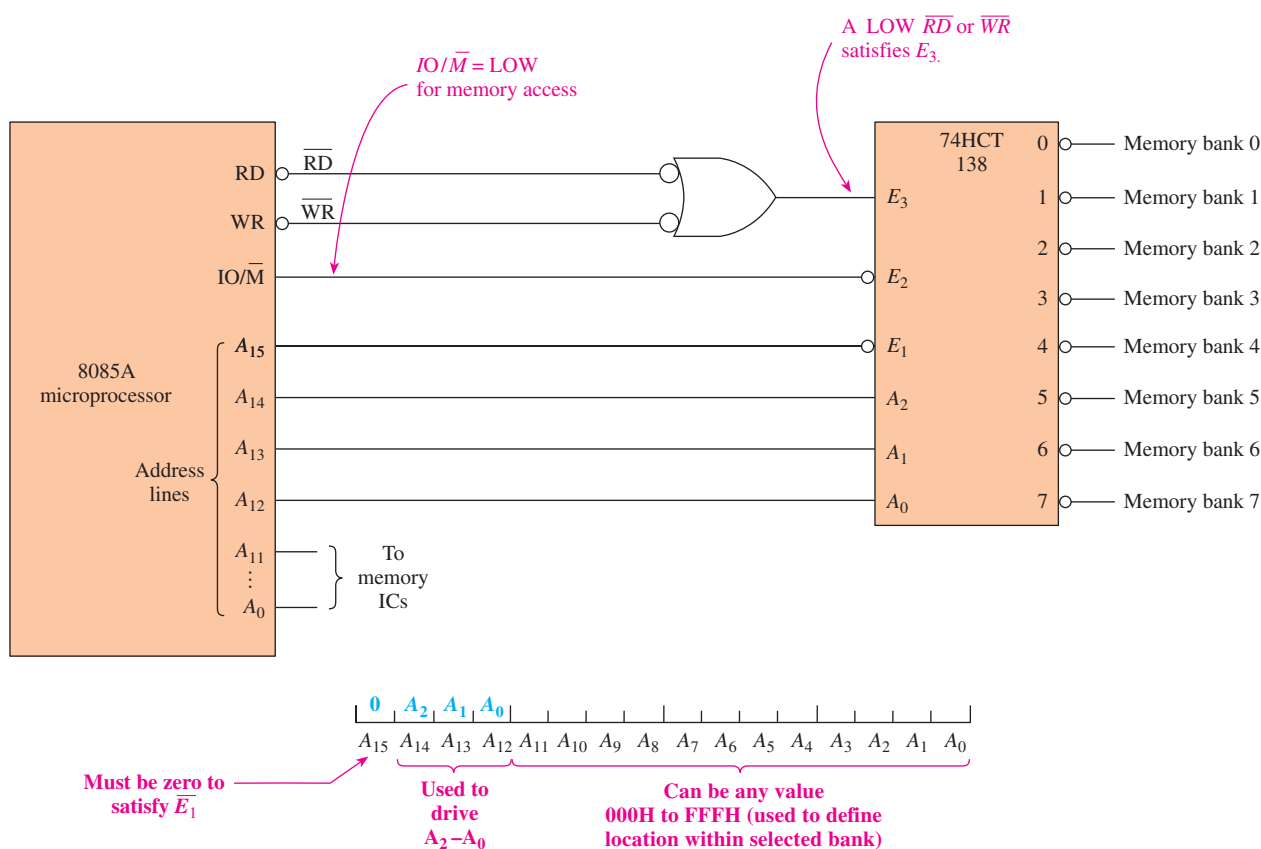 A LOW R̅D̅ or W̅R̅
satisfies E₃.
IO/M̅ = LOW
for memory access
74HCT
138
RD
R̅D̅
WR
W̅R̅
IO/M̅
8085A
microprocessor
Address
lines
A₁₅
A₁₄
A₁₃
A₁₂
A₁₁
⋮
A₀
To
memory
ICs
E₃
E₂
E₁
A₂
A₁
A₀
0 Memory bank 0
1 Memory bank 1
2 Memory bank 2
3 Memory bank 3
4 Memory bank 4
5 Memory bank 5
6 Memory bank 6
7 Memory bank 7
0 A₂ A₁ A₀
A₁₅ A₁₄ A₁₃ A₁₂ A₁₁ A₁₀ A₉ A₈ A₇ A₆ A₅ A₄ A₃ A₂ A₁ A₀
Must be zero to
satisfy E̅₁̅
Used to
drive
A₂–A₀
Can be any value
000H to FFFH (used to define
location within selected bank)